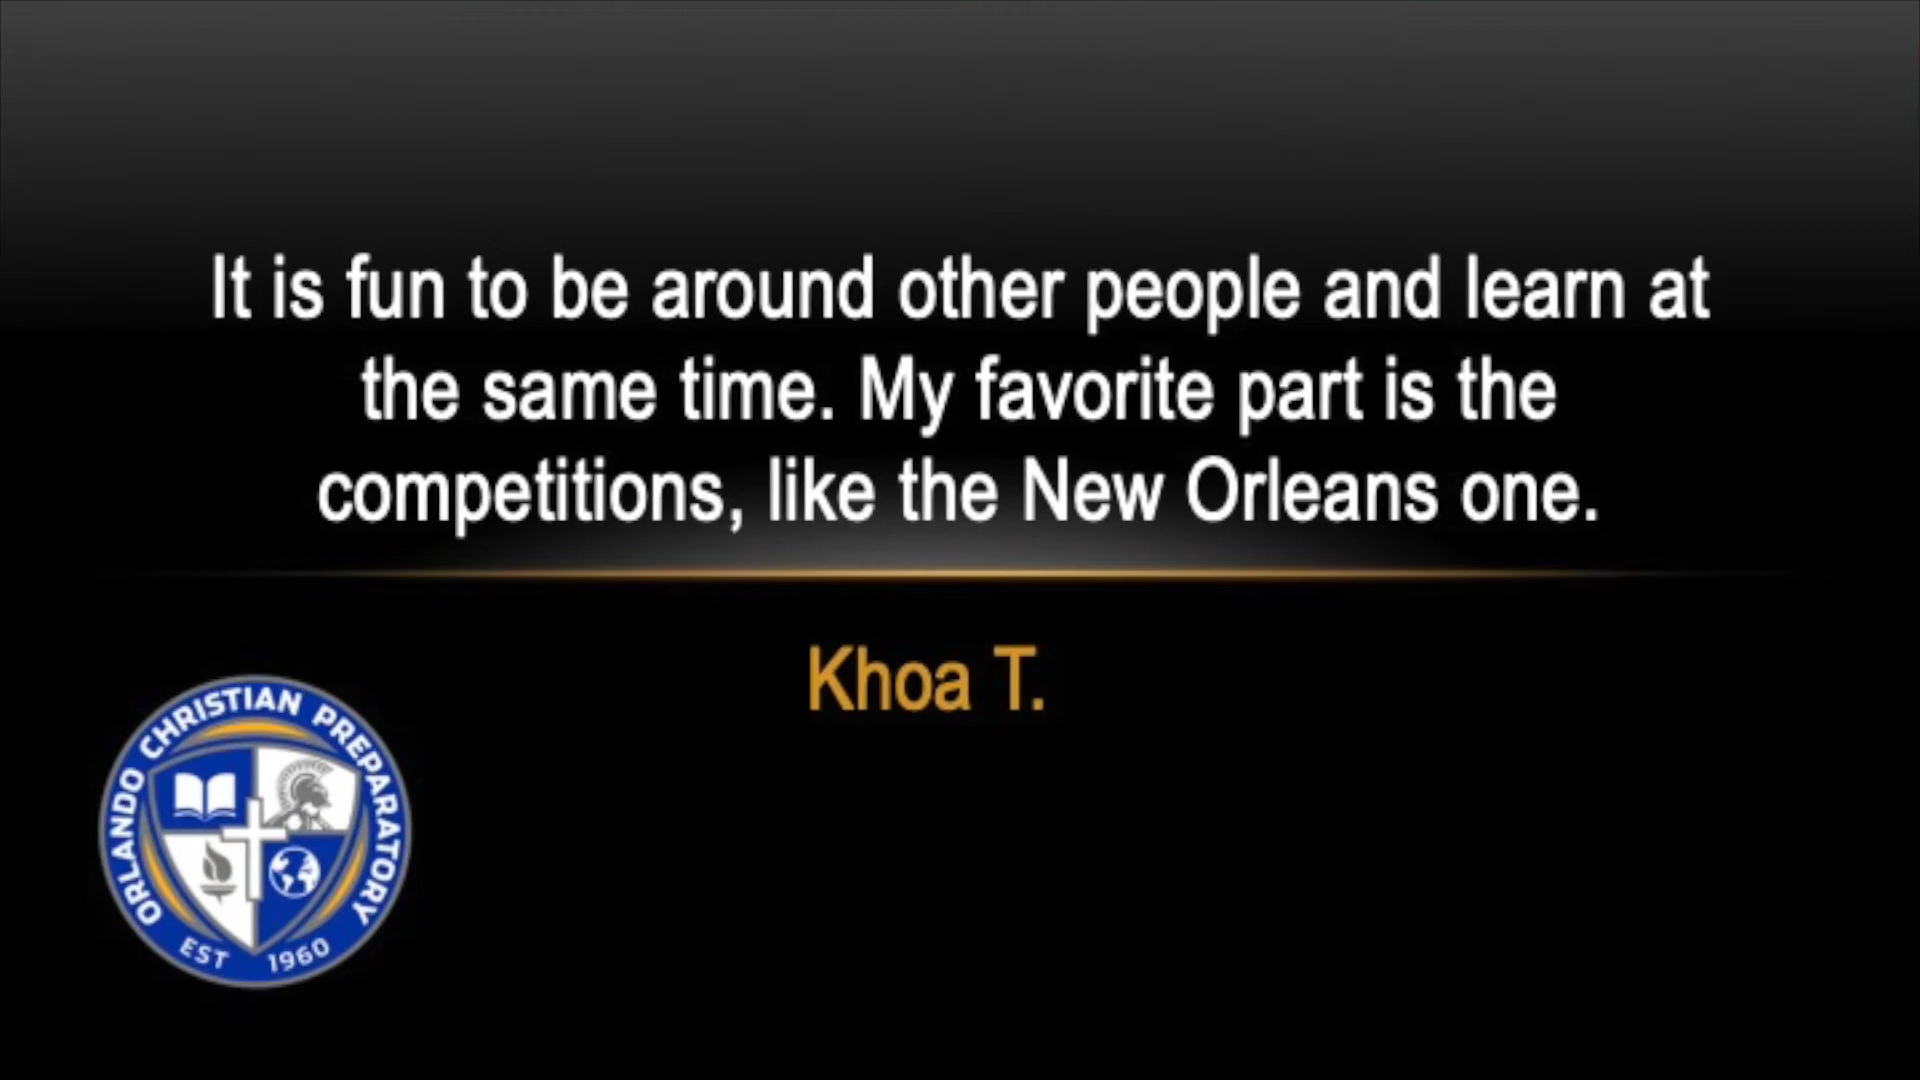 It is fun to be around other people and learn at
the same time. My favorite part is the
competitions, like the New Orleans one.
Khoa T.
ORLANDO CHRISTIAN PREPARATORY
EST 1960